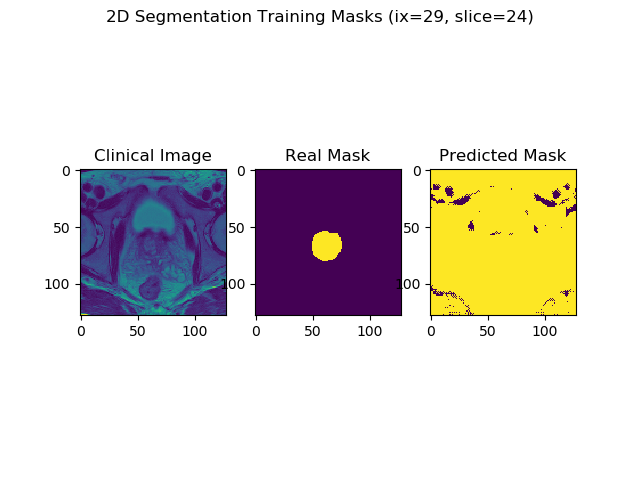 2D Segmentation Training Masks (ix=29, slice=24)
Clinical Image Real Mask Predicted Mask
0 0 0
50 50 50
100 100 100
0 50 100 0 50 100 0 50 100